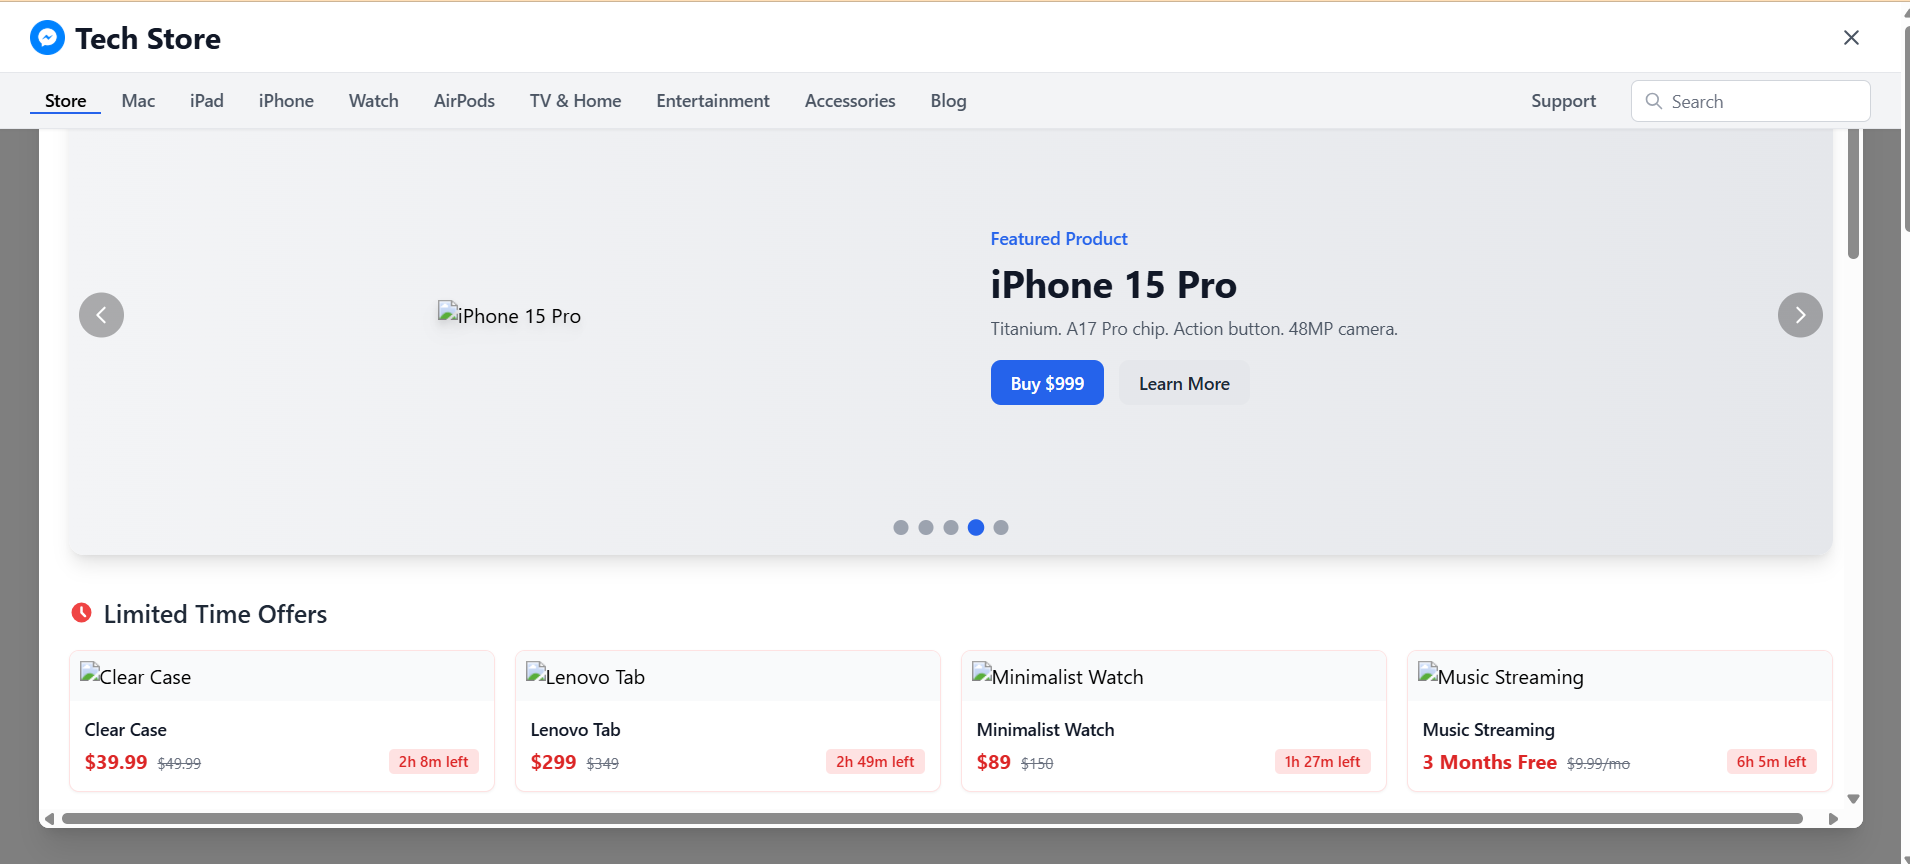 Tech Store
Store Mac iPad iPhone Watch AirPods TV & Home Entertainment Accessories Blog Support Search
Featured Product
iPhone 15 Pro
Titanium. A17 Pro chip. Action button. 48MP camera.
Buy $999 Learn More
iPhone 15 Pro
Limited Time Offers
Clear Case
Clear Case
$39.99 $49.99 2h 8m left
Lenovo Tab
Lenovo Tab
$299 $349 2h 49m left
Minimalist Watch
Minimalist Watch
$89 $150 1h 27m left
Music Streaming
Music Streaming
3 Months Free $9.99/mo 6h 5m left